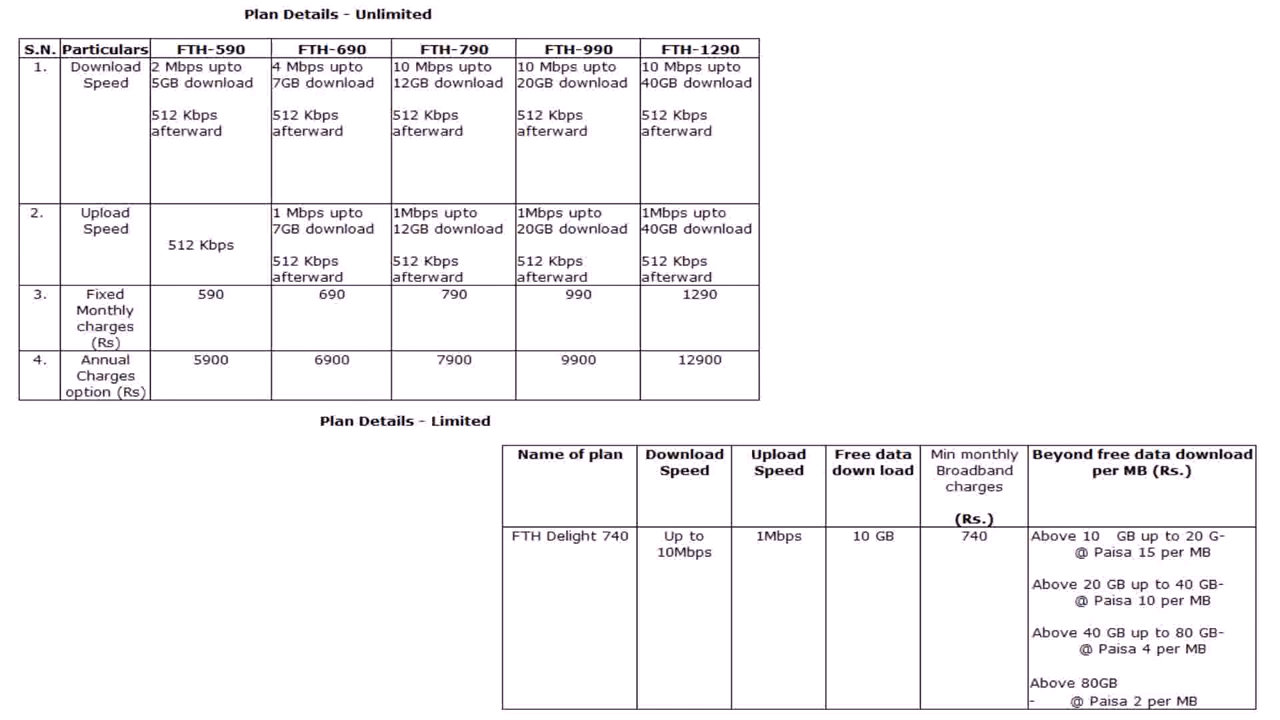 Plan Details - Unlimited
S.N. Particulars FTH-590 FTH-690 FTH-790 FTH-990 FTH-1290
1. Download 2 Mbps upto 4 Mbps upto 10 Mbps upto 10 Mbps upto 10 Mbps upto
Speed 5GB download 7GB download 12GB download 20GB download 40GB download
512 Kbps 512 Kbps 512 Kbps 512 Kbps 512 Kbps
afterward afterward afterward afterward afterward
2. Upload 1 Mbps upto 1Mbps upto 1Mbps upto 1Mbps upto
Speed 7GB download 12GB download 20GB download 40GB download
512 Kbps
512 Kbps 512 Kbps 512 Kbps 512 Kbps
afterward afterward afterward afterward
3. Fixed 590 690 790 990 1290
Monthly
charges
(Rs)
4. Annual 5900 6900 7900 9900 12900
Charges
option (Rs)
Plan Details - Limited
Name of plan Download Upload Free data Min monthly Beyond free data download
Speed Speed down load Broadband per MB (Rs.)
charges
(Rs.)
FTH Delight 740 Up to 1Mbps 10 GB 740 Above 10 GB up to 20 G-
10Mbps @ Paisa 15 per MB
Above 20 GB up to 40 GB-
@ Paisa 10 per MB
Above 40 GB up to 80 GB-
@ Paisa 4 per MB
Above 80GB
- @ Paisa 2 per MB